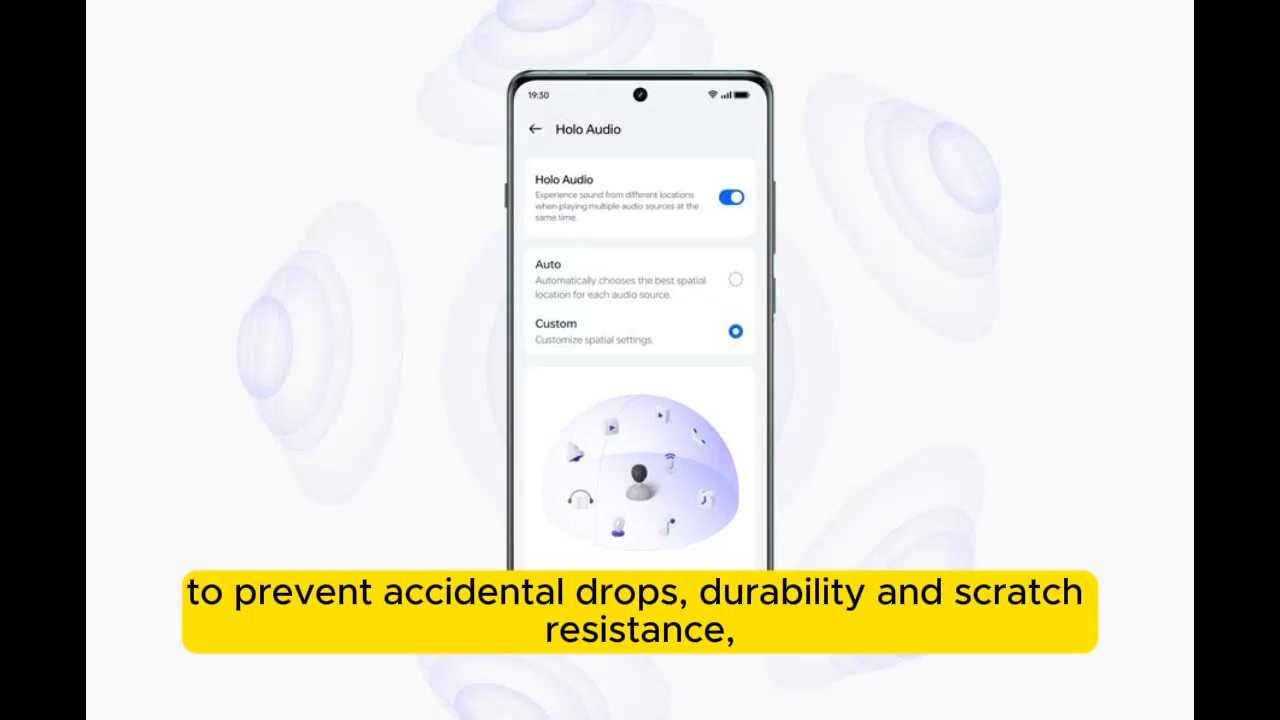 19:30
Holo Audio
Holo Audio
Experience sound from different locations
when playing multiple audio sources at the
same time.
Auto
Automatically chooses the best spatial
location for each audio source.
Custom
Customize spatial settings.
to prevent accidental drops, durability and scratch
resistance,